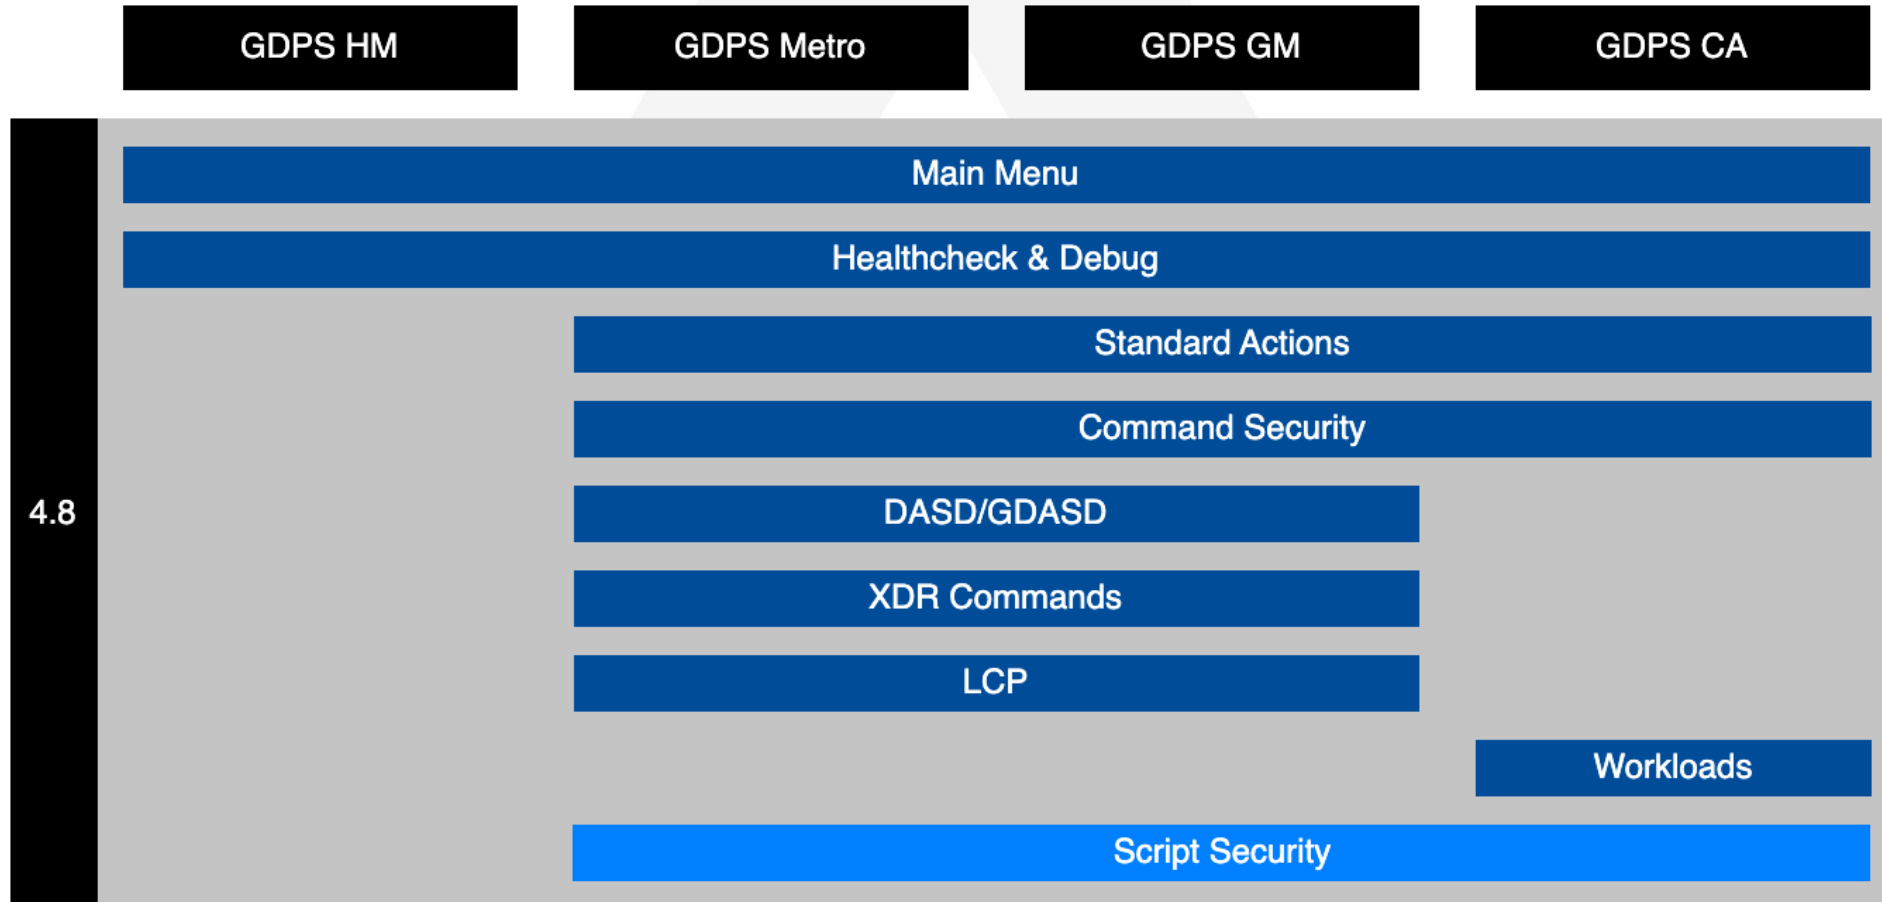 GDPS HM
GDPS Metro
GDPS GM
GDPS CA
Main Menu
Healthcheck & Debug
Standard Actions
Command Security
4.8
DASD/GDASD
XDR Commands
LCP
Workloads
Script Security